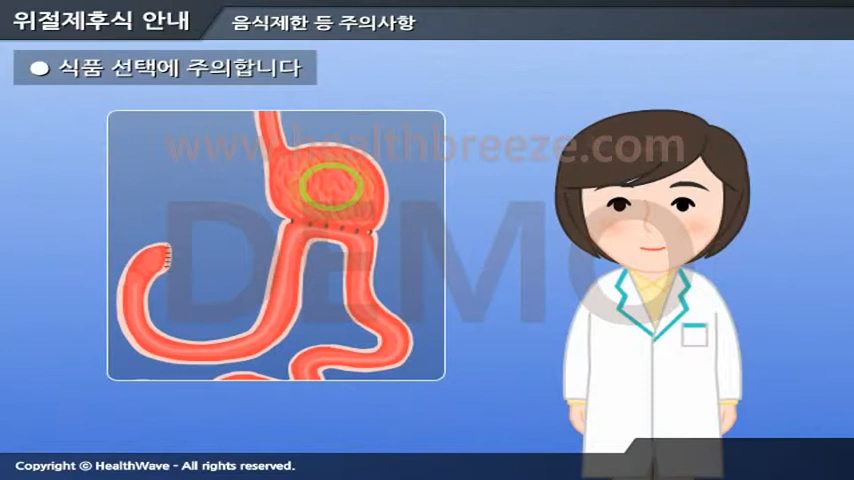 위절제후식 안내
음식제한 등 주의사항
● 식품 선택에 주의합니다
www.healthbreeze.com
DEMO
Copyright ⓒ HealthWave - All rights reserved.